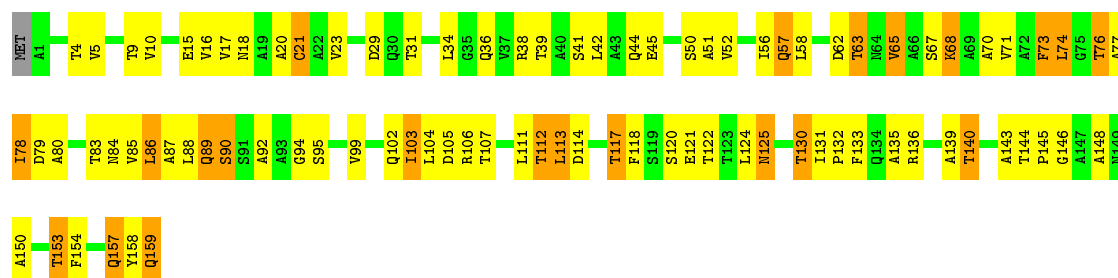 MET A1 T4 V5 T9 V10 E15 V16 V17 N18 A19 A20 C21 A22 V23 D29 Q30 T31 L34 G35 Q36 V37 R38 T39 A40 S41 L42 A43 Q44 E45 S50 A51 V52 I56 Q57 L58 D62 T63 N64 V65 A66 S67 K68 A69 A70 V71 A72 F73 L74 G75 T76 A77
I78 D79 A80 T83 N84 V85 L86 A87 L88 Q89 S90 S91 A92 A93 G94 S95 V99 Q102 I103 L104 D105 R106 T107 L111 T112 L113 D114 T117 F118 S119 S120 E121 T122 T123 L124 N125 T130 I131 P132 F133 Q134 A135 R136 A139 T140 A143 T144 P145 G146 A147 A148 N149
A150 T153 F154 Q157 Y158 Q159